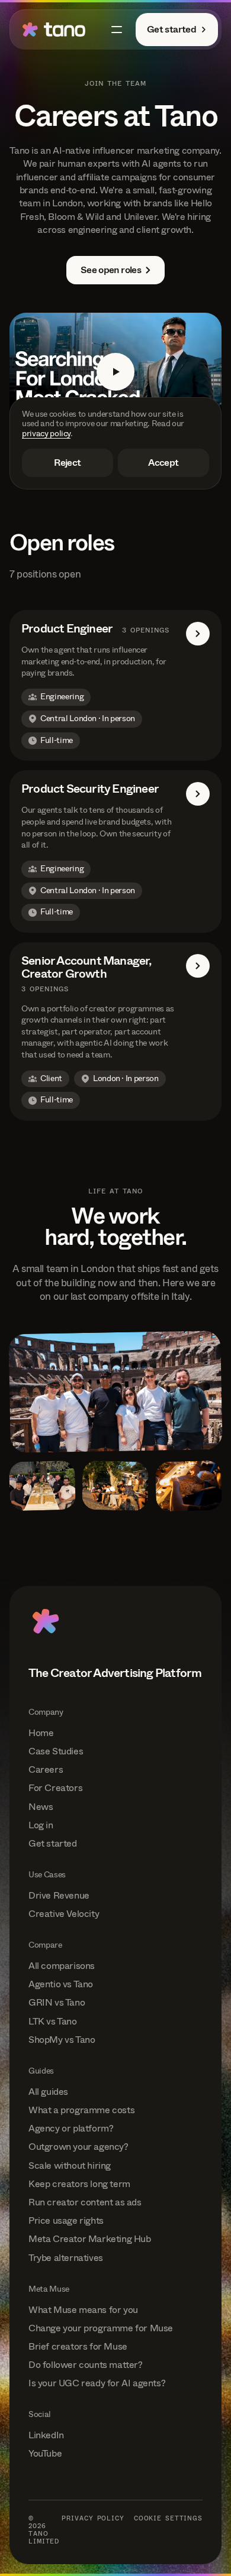 tano
Get started
JOIN THE TEAM
Careers at Tano
Tano is an AI-native influencer marketing company.
We pair human experts with AI agents to run
influencer and affiliate campaigns for consumer
brands end-to-end. We're a small, fast-growing
team in London, working with brands like Hello
Fresh, Bloom & Wild and Unilever. We're hiring
across engineering and client growth.
See open roles
Searching
For London
Most Cracked
We use cookies to understand how our site is
used and to improve our marketing. Read our
privacy policy.
Reject
Accept
Open roles
7 positions open
Product Engineer 3 OPENINGS
Own the agent that runs influencer
marketing end-to-end, in production, for
paying brands.
Engineering
Central London · In person
Full-time
Product Security Engineer
Our agents talk to tens of thousands of
people and spend live brand budgets, with
no person in the loop. Own the security of
all of it.
Engineering
Central London · In person
Full-time
Senior Account Manager,
Creator Growth
3 OPENINGS
Own a portfolio of creator programmes as
growth channels in their own right: part
strategist, part operator, part account
manager, with agentic AI doing the work
that used to need a team.
Client
London · In person
Full-time
LIFE AT TANO
We work
hard, together.
A small team in London that ships fast and gets
out of the building now and then. Here we are
on our last company offsite in Italy.
The Creator Advertising Platform
Company
Home
Case Studies
Careers
For Creators
News
Log in
Get started
Use Cases
Drive Revenue
Creative Velocity
Compare
All comparisons
Agentio vs Tano
GRIN vs Tano
LTK vs Tano
ShopMy vs Tano
Guides
All guides
What a programme costs
Agency or platform?
Outgrown your agency?
Scale without hiring
Keep creators long term
Run creator content as ads
Price usage rights
Meta Creator Marketing Hub
Trybe alternatives
Meta Muse
What Muse means for you
Change your programme for Muse
Brief creators for Muse
Do follower counts matter?
Is your UGC ready for AI agents?
Social
LinkedIn
YouTube
©
2026
TANO
LIMITED
PRIVACY POLICY
COOKIE SETTINGS